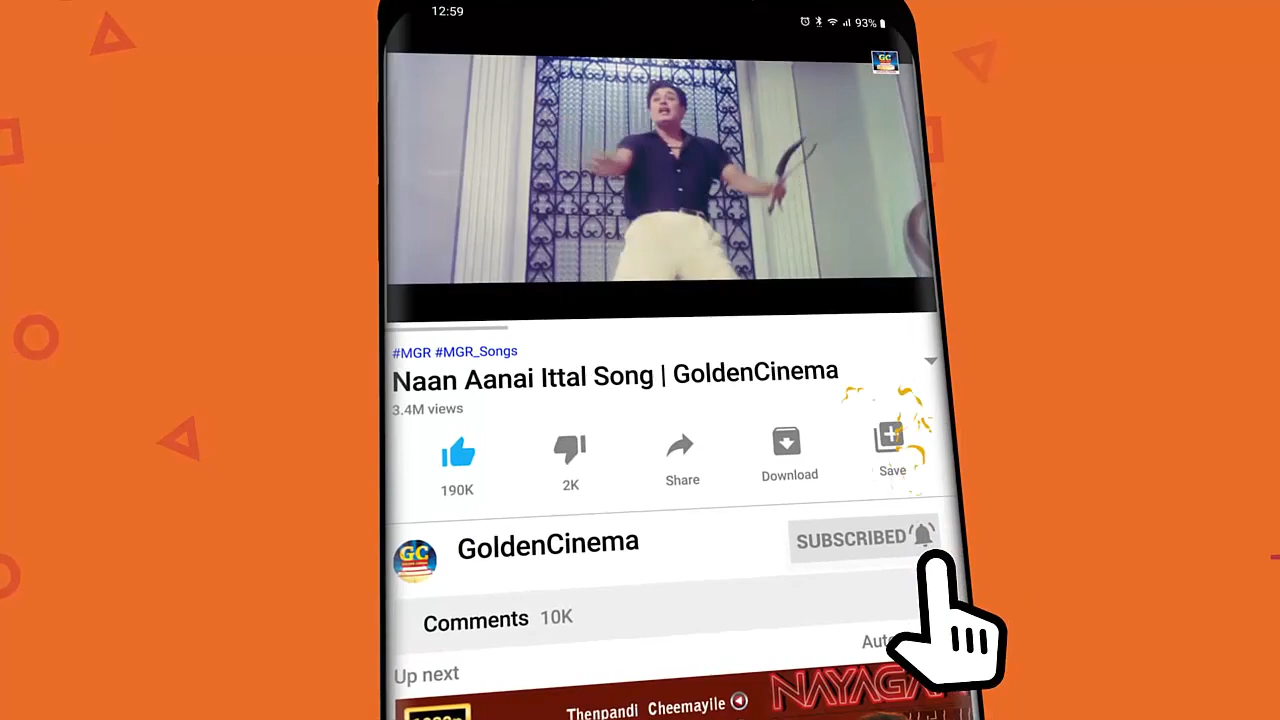 12:59
93%
GC
#MGR #MGR_Songs
Naan Aanai Ittal Song | GoldenCinema
3.4M views
190K
2K
Share
Download
Save
GC
GoldenCinema
SUBSCRIBED
Comments 10K
Up next
Thenpandi Cheemayile